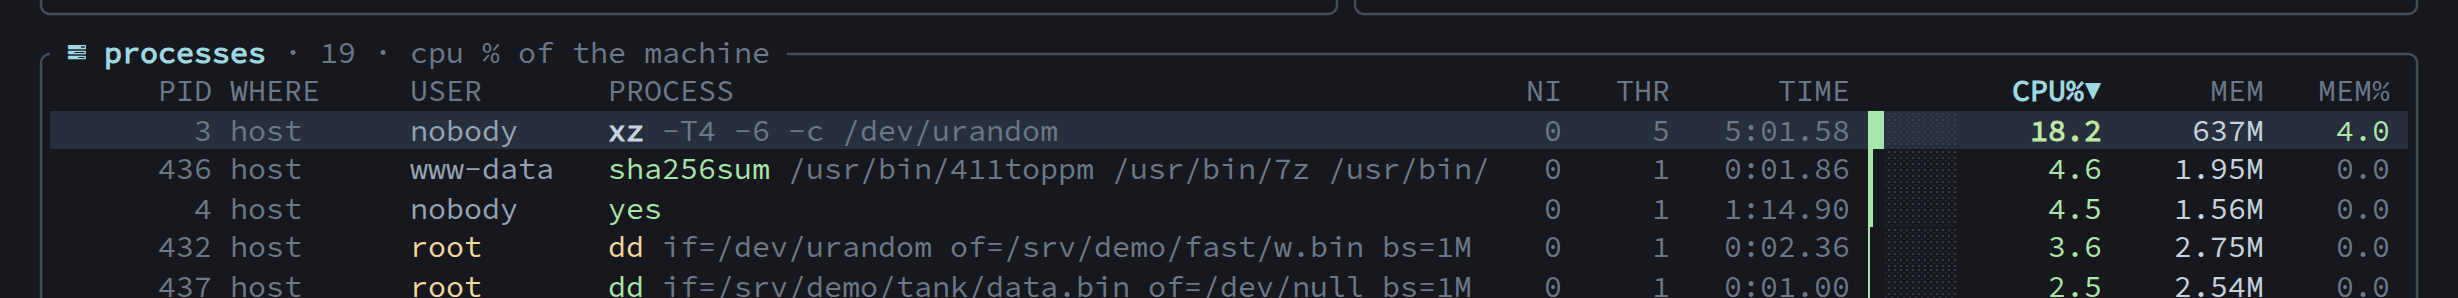 processes · 19 · cpu % of the machine
PID WHERE USER PROCESS NI THR TIME CPU%▼ MEM MEM%
3 host nobody xz -T4 -6 -c /dev/urandom 0 5 5:01.58 18.2 637M 4.0
436 host www-data sha256sum /usr/bin/411toppm /usr/bin/7z /usr/bin/ 0 1 0:01.86 4.6 1.95M 0.0
4 host nobody yes 0 1 1:14.90 4.5 1.56M 0.0
432 host root dd if=/dev/urandom of=/srv/demo/fast/w.bin bs=1M 0 1 0:02.36 3.6 2.75M 0.0
437 host root dd if=/srv/demo/tank/data.bin of=/dev/null bs=1M 0 1 0:01.00 2.5 2.54M 0.0